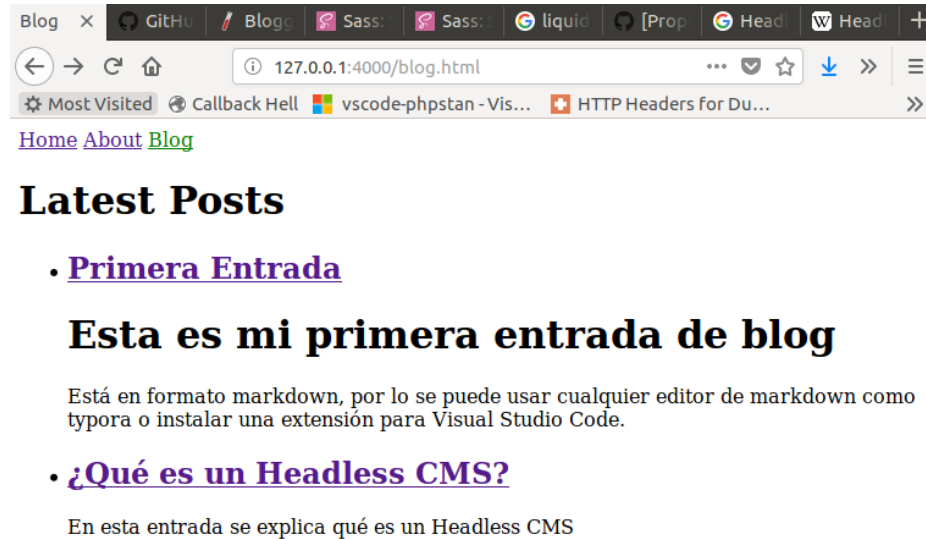 Blog GitHu Blogg Sass: Sass: S liquid [Prop Headl Headl
127.0.0.1:4000/blog.html
Most Visited Callback Hell vscode-phpstan - Vis… HTTP Headers for Du…
Home About Blog
Latest Posts
Primera Entrada
Esta es mi primera entrada de blog
Está en formato markdown, por lo se puede usar cualquier editor de markdown como
typora o instalar una extensión para Visual Studio Code.
¿Qué es un Headless CMS?
En esta entrada se explica qué es un Headless CMS